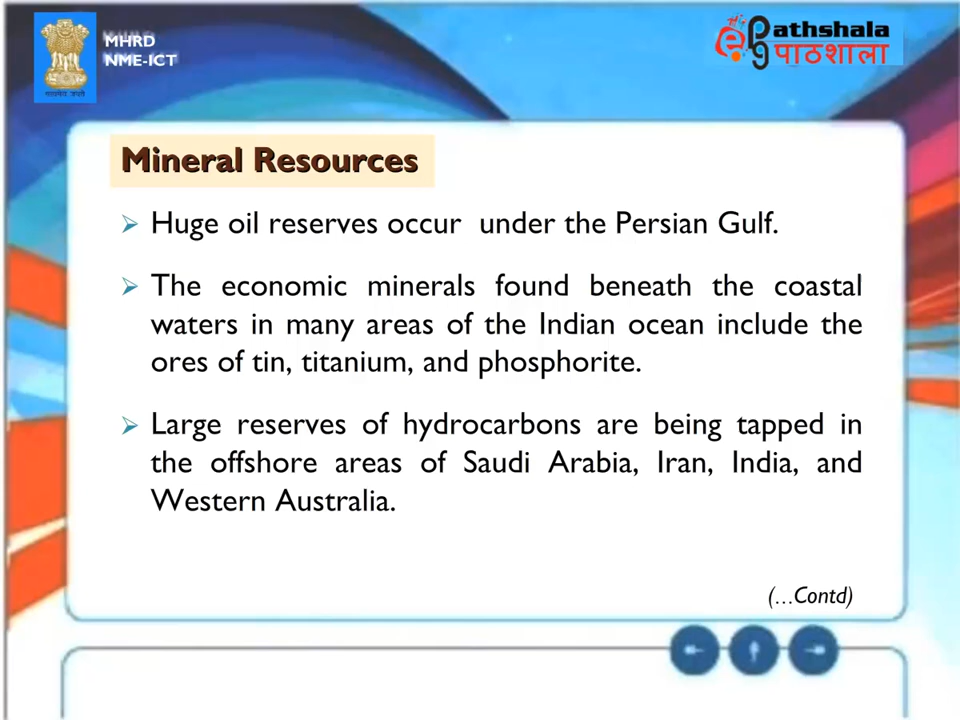 MHRD
NME-ICT
ePG Pathshala
पाठशाला
Mineral Resources
Huge oil reserves occur under the Persian Gulf.
The economic minerals found beneath the coastal
waters in many areas of the Indian ocean include the
ores of tin, titanium, and phosphorite.
Large reserves of hydrocarbons are being tapped in
the offshore areas of Saudi Arabia, Iran, India, and
Western Australia.
(...Contd)